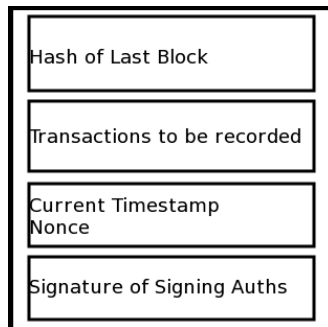 Hash of Last Block
Transactions to be recorded
Current Timestamp
Nonce
Signature of Signing Auths